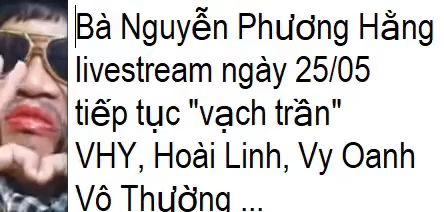 Bà Nguyễn Phương Hằng
livestream ngày 25/05
tiếp tục "vạch trần"
VHY, Hoài Linh, Vy Oanh
Vô Thường ...